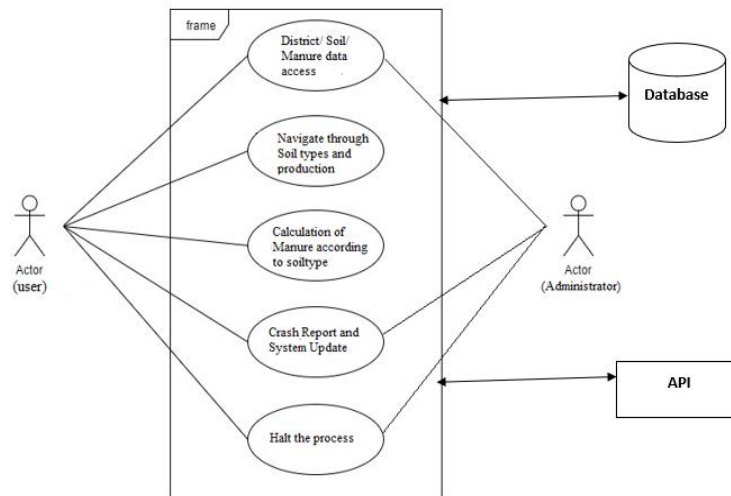 frame
District/ Soil/
Manure data
access
Database
Navigate through
Soil types and
production
Calculation of
Manure according
to soiltype
Actor
(user)
Actor
(Administrator)
Crash Report and
System Update
API
Halt the process